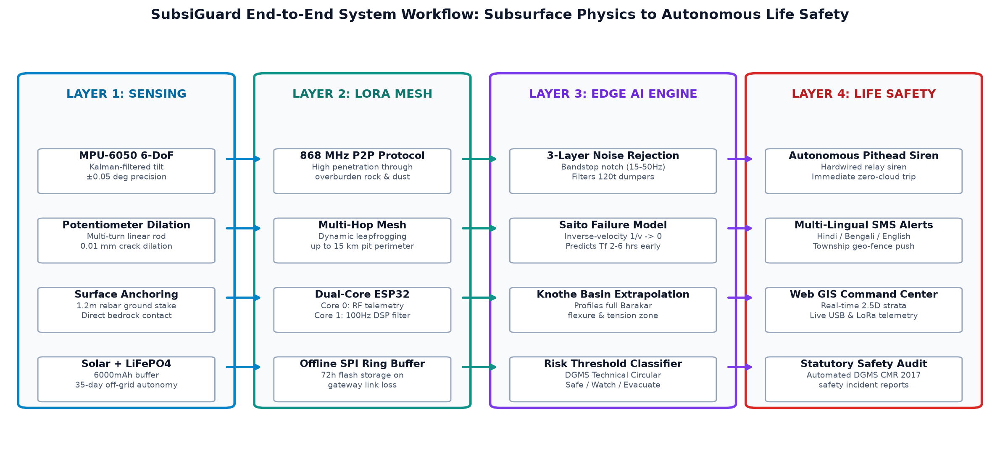 SubsiGuard End-to-End System Workflow: Subsurface Physics to Autonomous Life Safety
LAYER 1: SENSING
MPU-6050 6-DoF
Kalman-filtered tilt
±0.05 deg precision
Potentiometer Dilation
Multi-turn linear rod
0.01 mm crack dilation
Surface Anchoring
1.2m rebar ground stake
Direct bedrock contact
Solar + LiFePO4
6000mAh buffer
35-day off-grid autonomy
LAYER 2: LORA MESH
868 MHz P2P Protocol
High penetration through
overburden rock & dust
Multi-Hop Mesh
Dynamic leapfrogging
up to 15 km pit perimeter
Dual-Core ESP32
Core 0: RF telemetry
Core 1: 100Hz DSP filter
Offline SPI Ring Buffer
72h flash storage on
gateway link loss
LAYER 3: EDGE AI ENGINE
3-Layer Noise Rejection
Bandstop notch (15-50Hz)
Filters 120t dumpers
Saito Failure Model
Inverse-velocity 1/v -> 0
Predicts Tf 2-6 hrs early
Knothe Basin Extrapolation
Profiles full Barakar
flexure & tension zone
Risk Threshold Classifier
DGMS Technical Circular
Safe / Watch / Evacuate
LAYER 4: LIFE SAFETY
Autonomous Pithead Siren
Hardwired relay siren
Immediate zero-cloud trip
Multi-Lingual SMS Alerts
Hindi / Bengali / English
Township geo-fence push
Web GIS Command Center
Real-time 2.5D strata
Live USB & LoRa telemetry
Statutory Safety Audit
Automated DGMS CMR 2017
safety incident reports